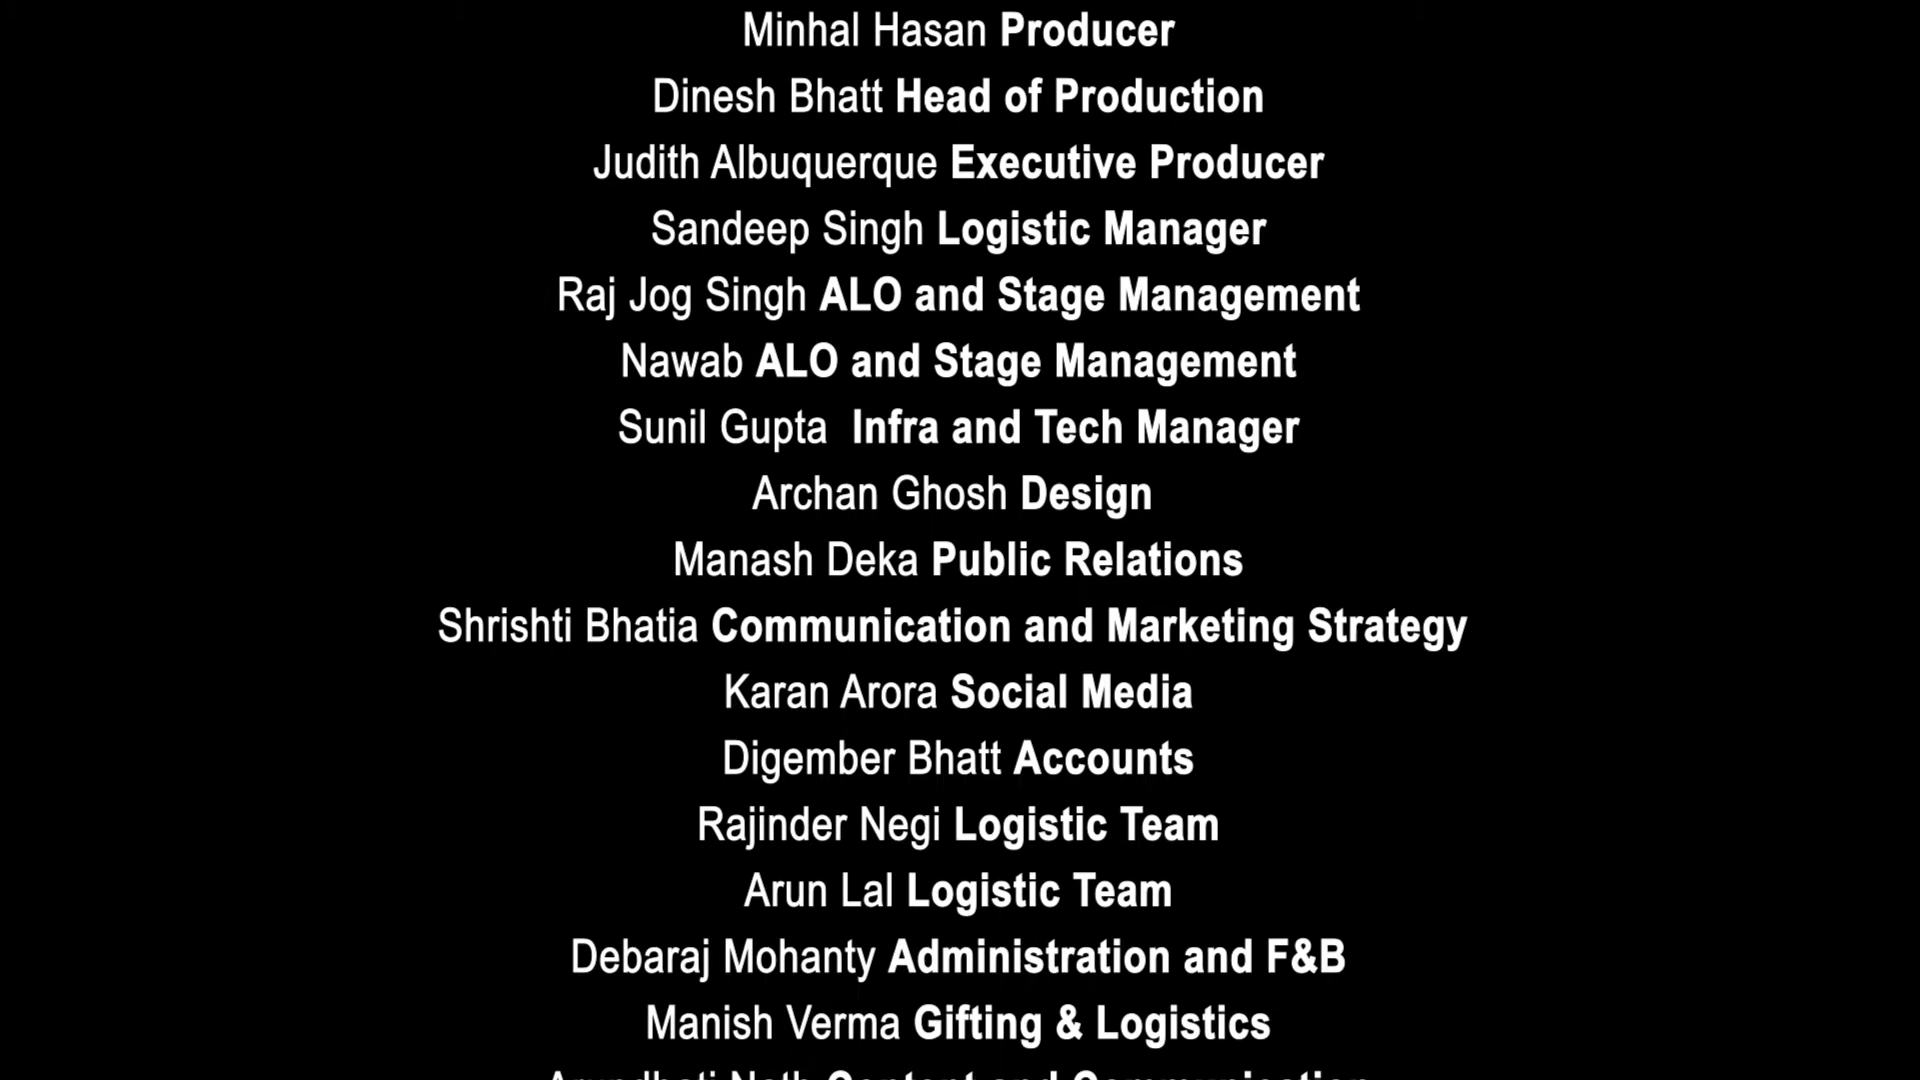 Minhal Hasan Producer
Dinesh Bhatt Head of Production
Judith Albuquerque Executive Producer
Sandeep Singh Logistic Manager
Raj Jog Singh ALO and Stage Management
Nawab ALO and Stage Management
Sunil Gupta  Infra and Tech Manager
Archan Ghosh Design
Manash Deka Public Relations
Shrishti Bhatia Communication and Marketing Strategy
Karan Arora Social Media
Digember Bhatt Accounts
Rajinder Negi Logistic Team
Arun Lal Logistic Team
Debaraj Mohanty Administration and F&B
Manish Verma Gifting & Logistics